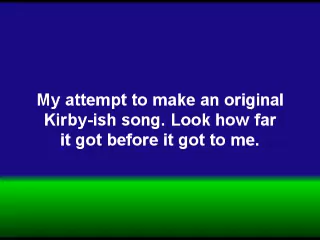 My attempt to make an original
Kirby-ish song. Look how far
it got before it got to me.